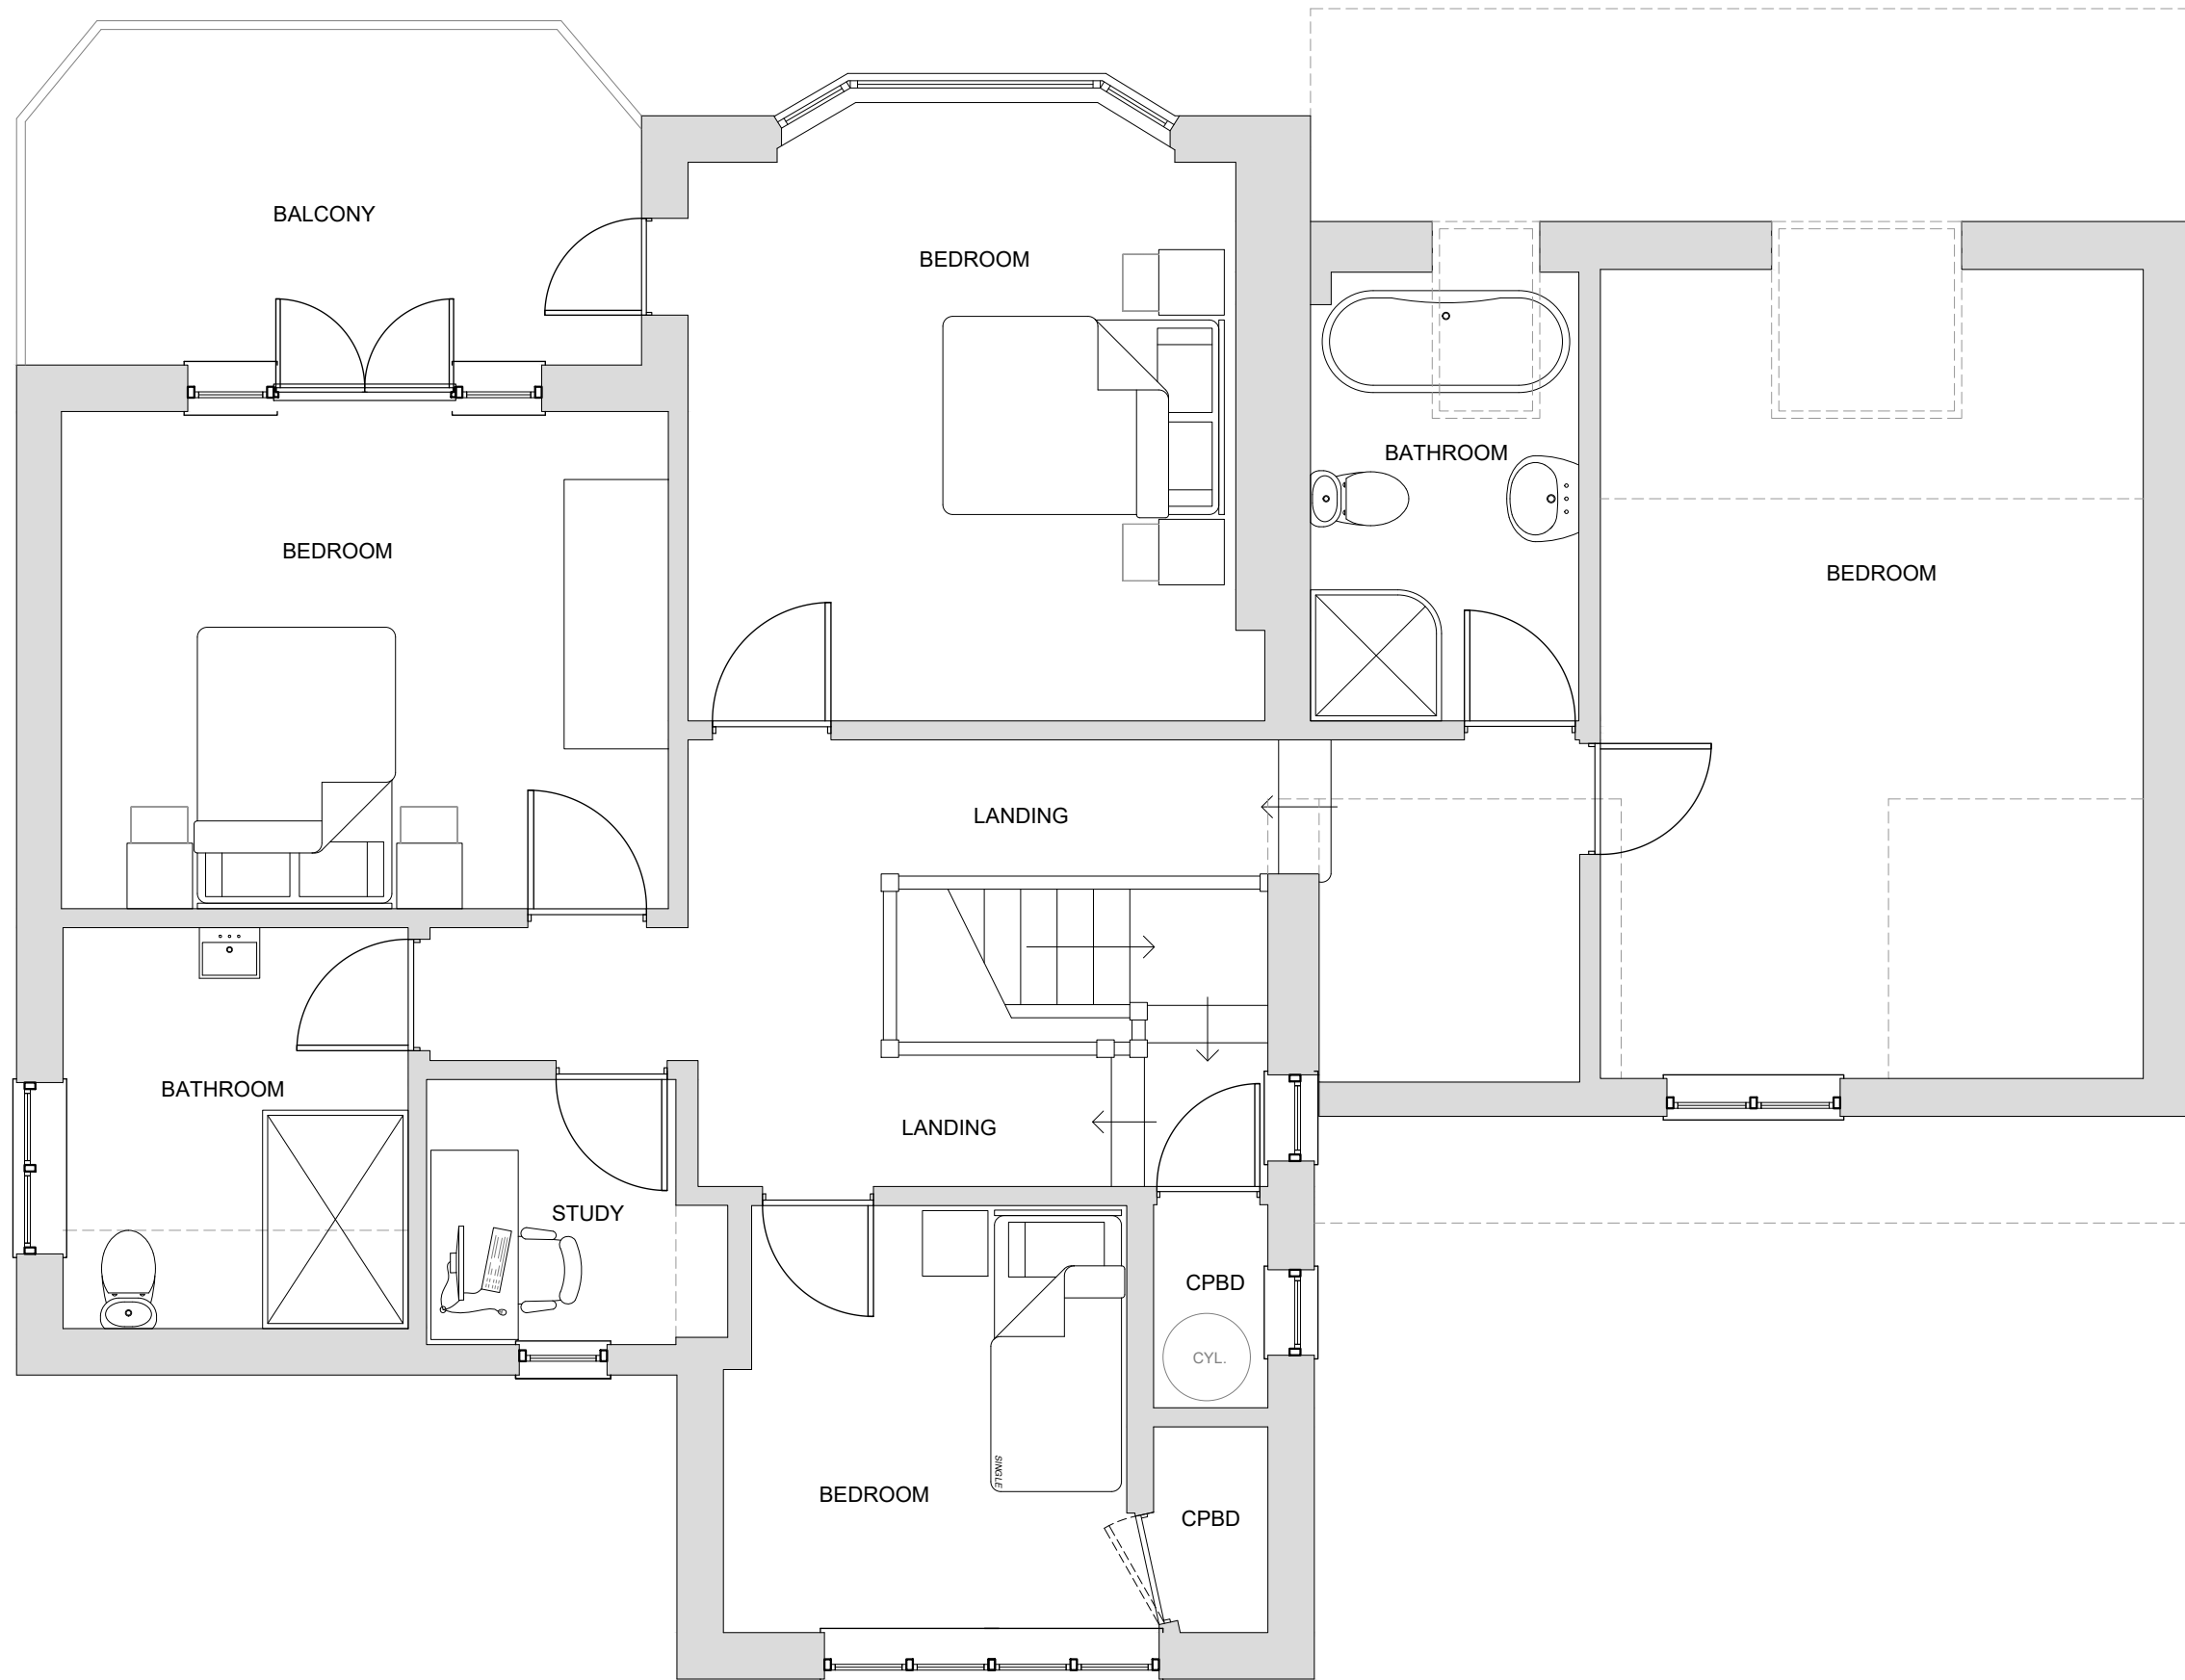 BALCONY
BEDROOM
BATHROOM
BEDROOM
BEDROOM
LANDING
BATHROOM
LANDING
STUDY
CPBD
CYL.
SINGLE
BEDROOM
CPBD